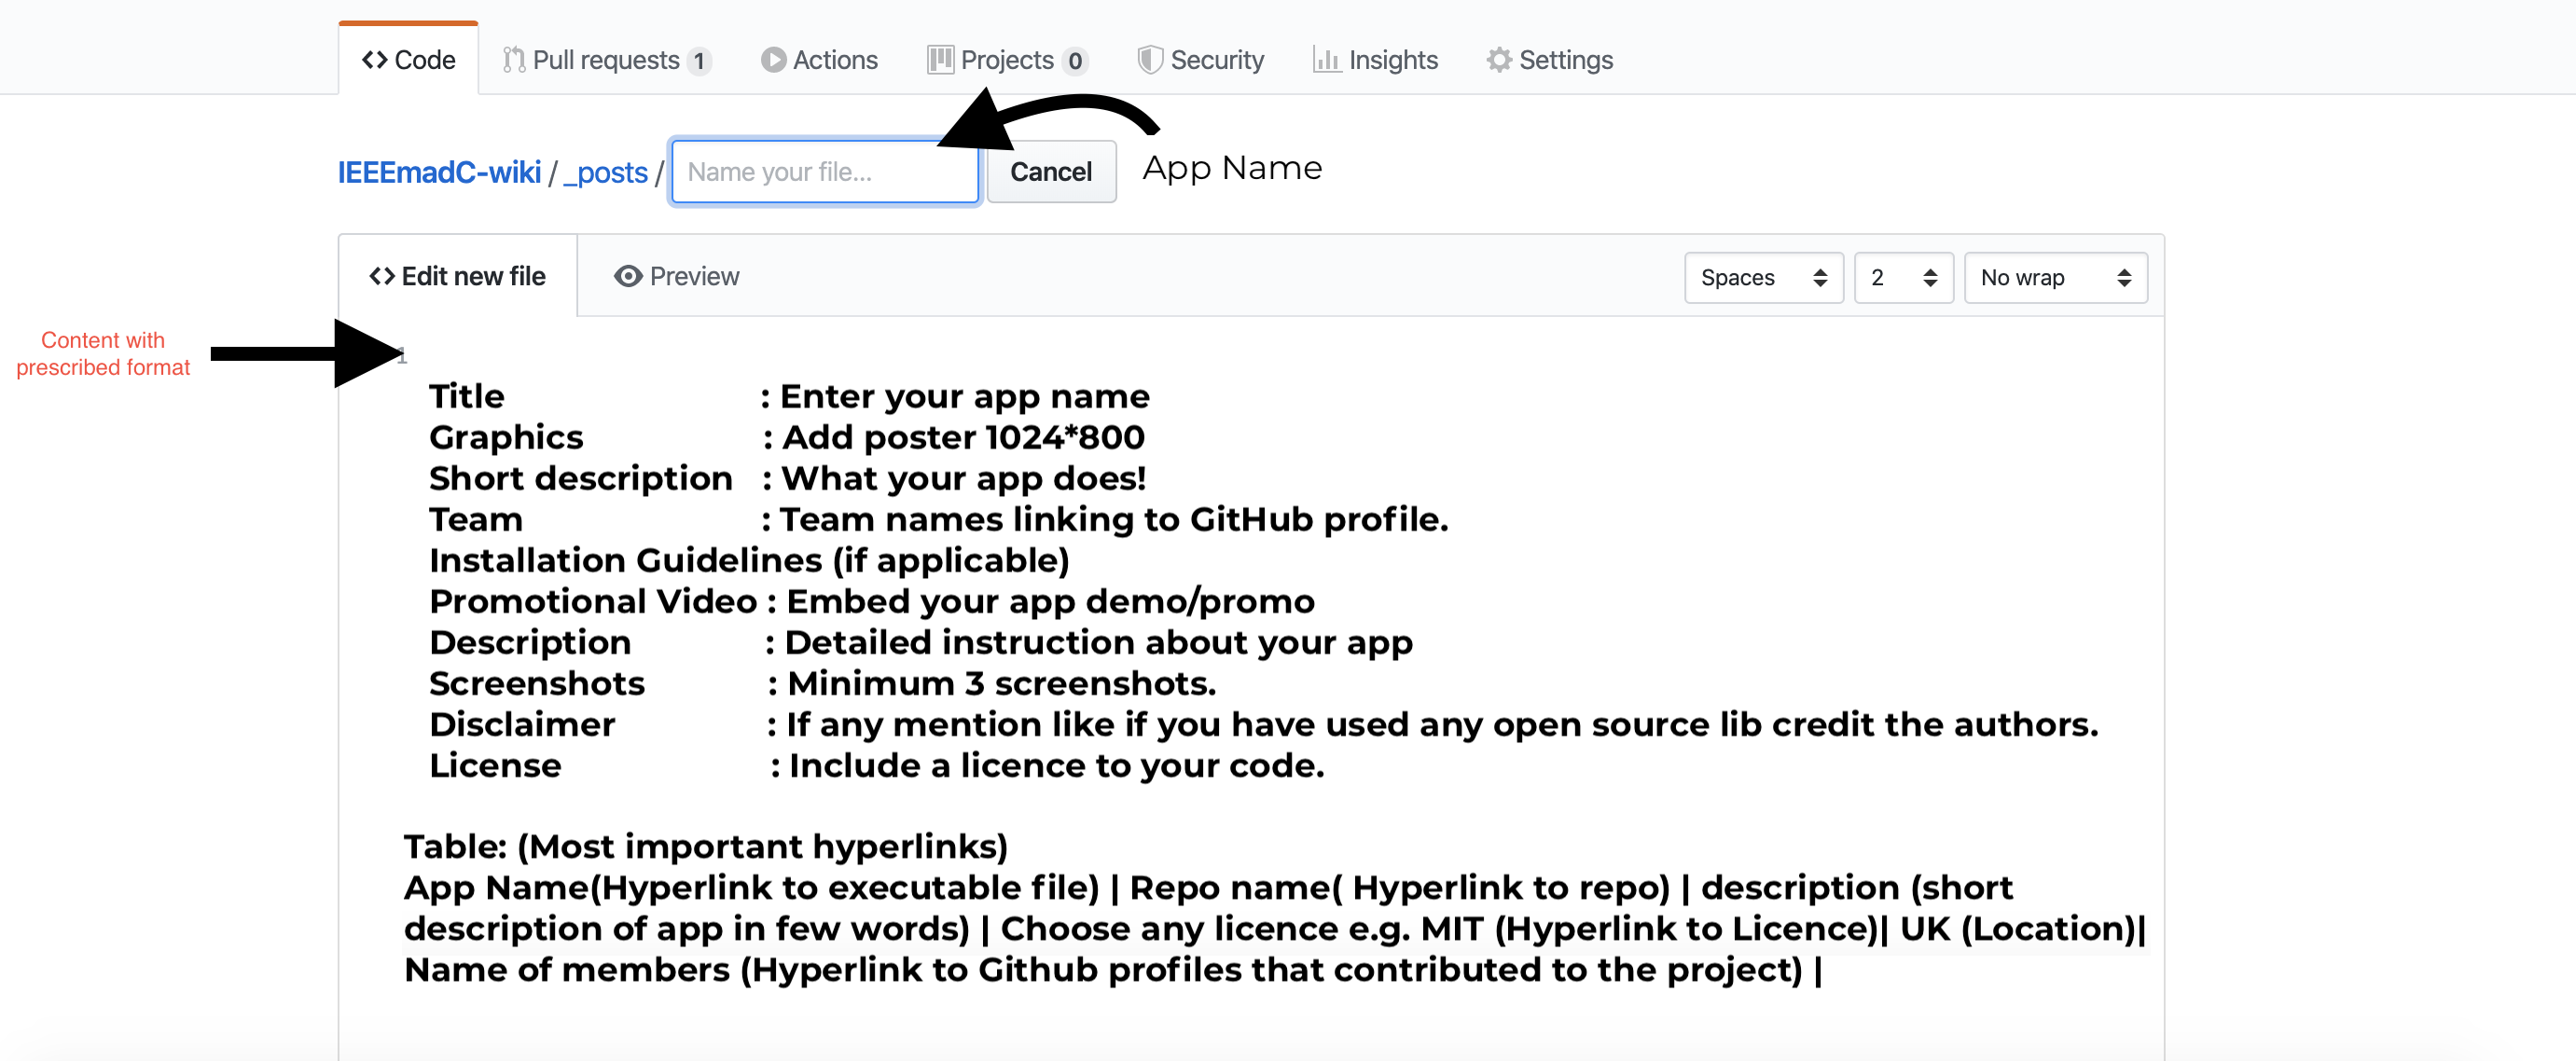 Code Pull requests 1 Actions Projects 0 Security Insights Settings
IEEEmadC-wiki / _posts / Name your file... Cancel App Name
Edit new file Preview Spaces 2 No wrap
Content with
prescribed format
1
Title : Enter your app name
Graphics : Add poster 1024*800
Short description : What your app does!
Team : Team names linking to GitHub profile.
Installation Guidelines (if applicable)
Promotional Video : Embed your app demo/promo
Description : Detailed instruction about your app
Screenshots : Minimum 3 screenshots.
Disclaimer : If any mention like if you have used any open source lib credit the authors.
License : Include a licence to your code.
Table: (Most important hyperlinks)
App Name(Hyperlink to executable file) | Repo name( Hyperlink to repo) | description (short
description of app in few words) | Choose any licence e.g. MIT (Hyperlink to Licence)| UK (Location)|
Name of members (Hyperlink to Github profiles that contributed to the project) |